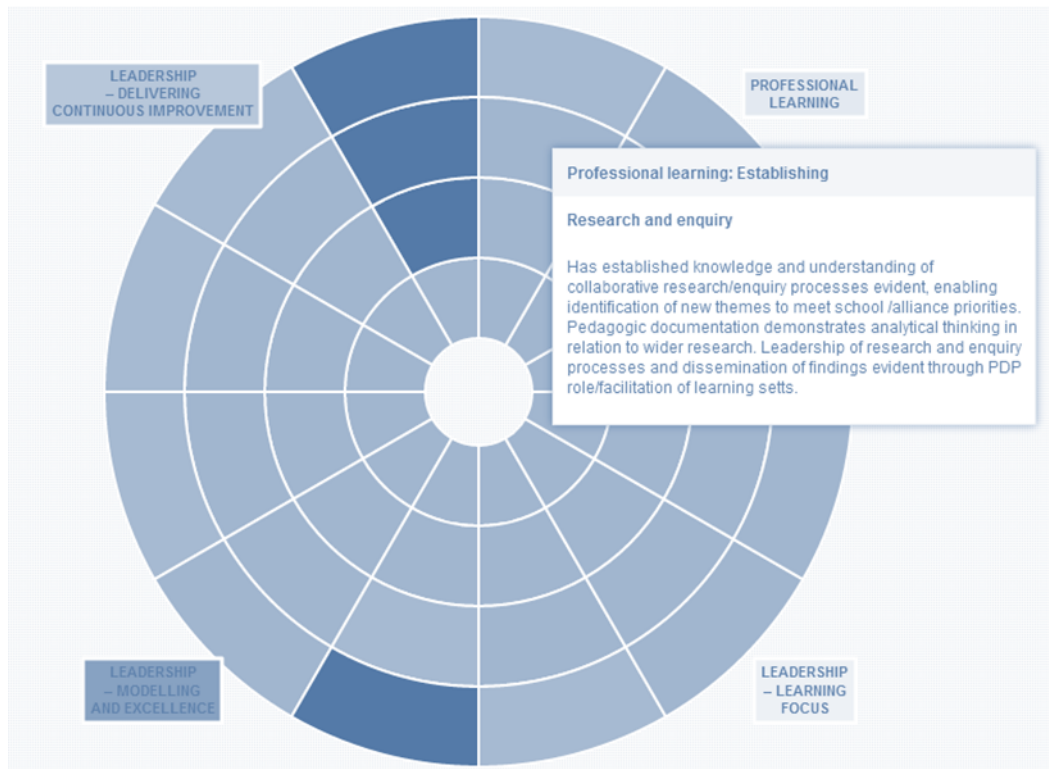 LEADERSHIP
– DELIVERING
CONTINUOUS IMPROVEMENT
PROFESSIONAL
LEARNING
Professional learning: Establishing
Research and enquiry
Has established knowledge and understanding of
collaborative research/enquiry processes evident, enabling
identification of new themes to meet school /alliance priorities.
Pedagogic documentation demonstrates analytical thinking in
relation to wider research. Leadership of research and enquiry
processes and dissemination of findings evident through PDP
role/facilitation of learning setts.
LEADERSHIP
– MODELLING
AND EXCELLENCE
LEADERSHIP
– LEARNING
FOCUS